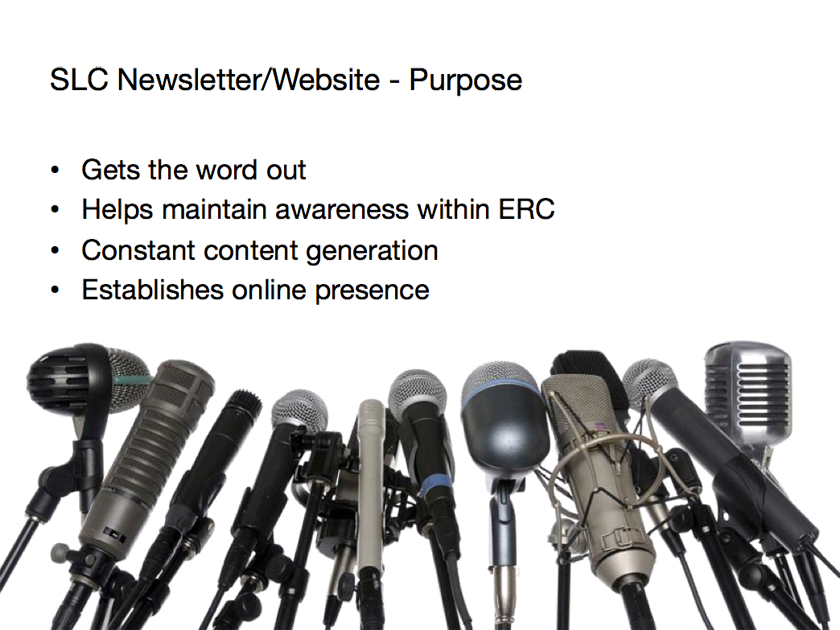 SLC Newsletter/Website - Purpose
• Gets the word out
• Helps maintain awareness within ERC
• Constant content generation
• Establishes online presence